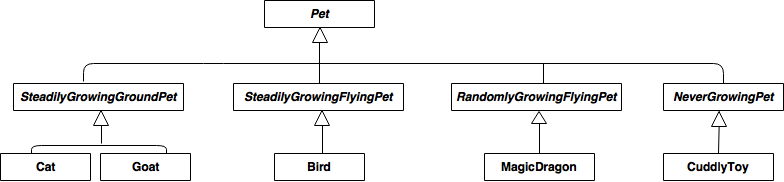 Pet
SteadilyGrowingGroundPet
SteadilyGrowingFlyingPet
RandomlyGrowingFlyingPet
NeverGrowingPet
Cat
Goat
Bird
MagicDragon
CuddlyToy